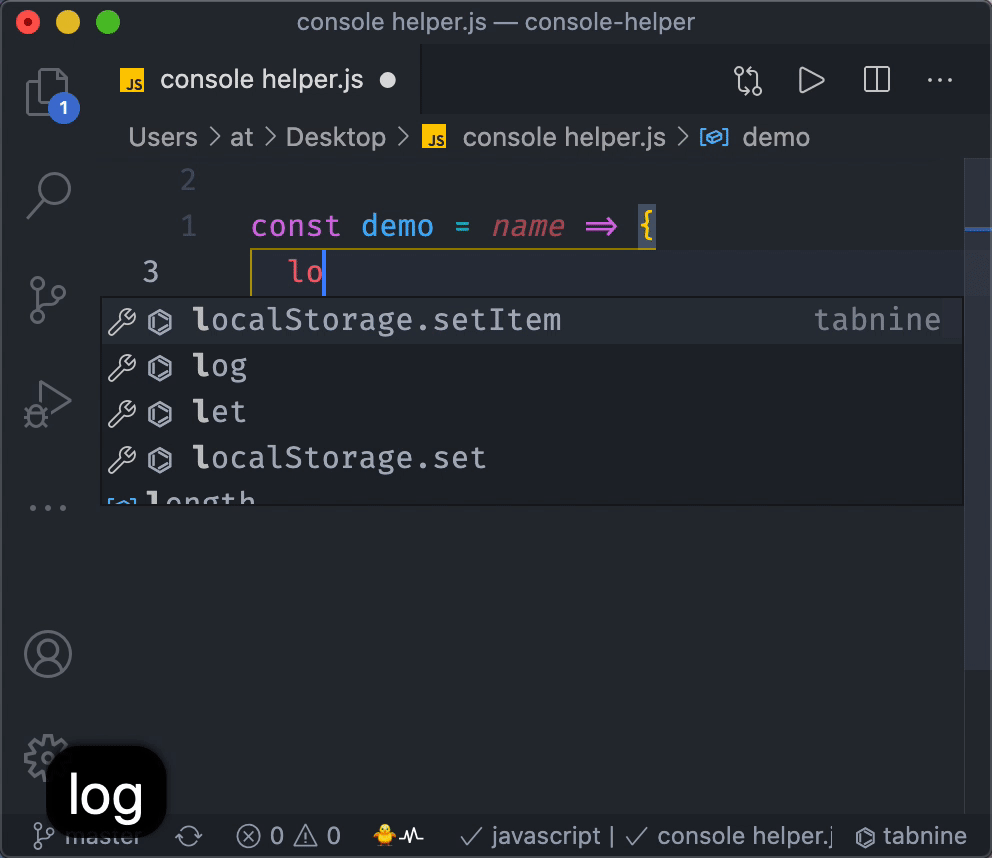 console helper.js — console-helper
JS console helper.js
1
Users > at > Desktop > JS console helper.js > demo
2
1 const demo = name => {
3 lo
localStorage.setItem tabnine
log
let
localStorage.set
length
log
master 0 0 javascript | console helper.j tabnine